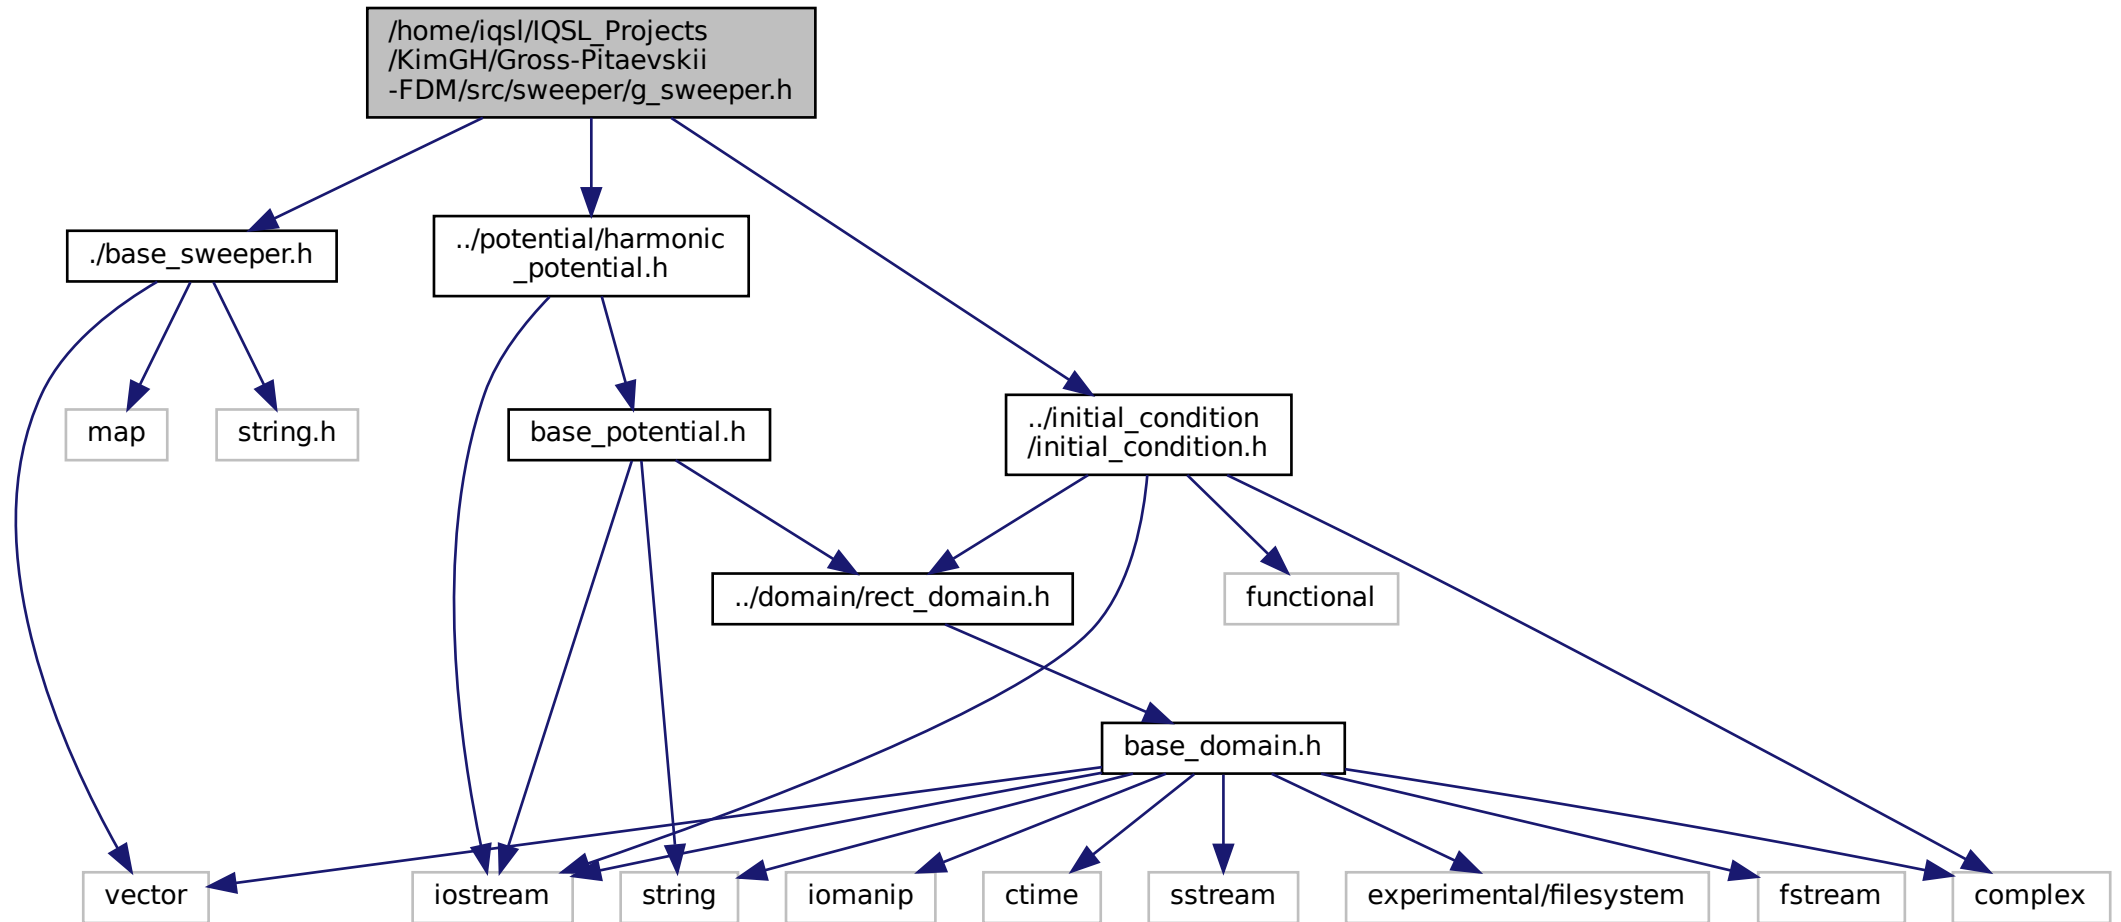 /home/iqsl/IQSL_Projects
/KimGH/Gross-Pitaevskii
-FDM/src/sweeper/g_sweeper.h
./base_sweeper.h
../potential/harmonic
_potential.h
map
string.h
base_potential.h
../initial_condition
/initial_condition.h
../domain/rect_domain.h
functional
base_domain.h
vector
iostream
string
iomanip
ctime
sstream
experimental/filesystem
fstream
complex